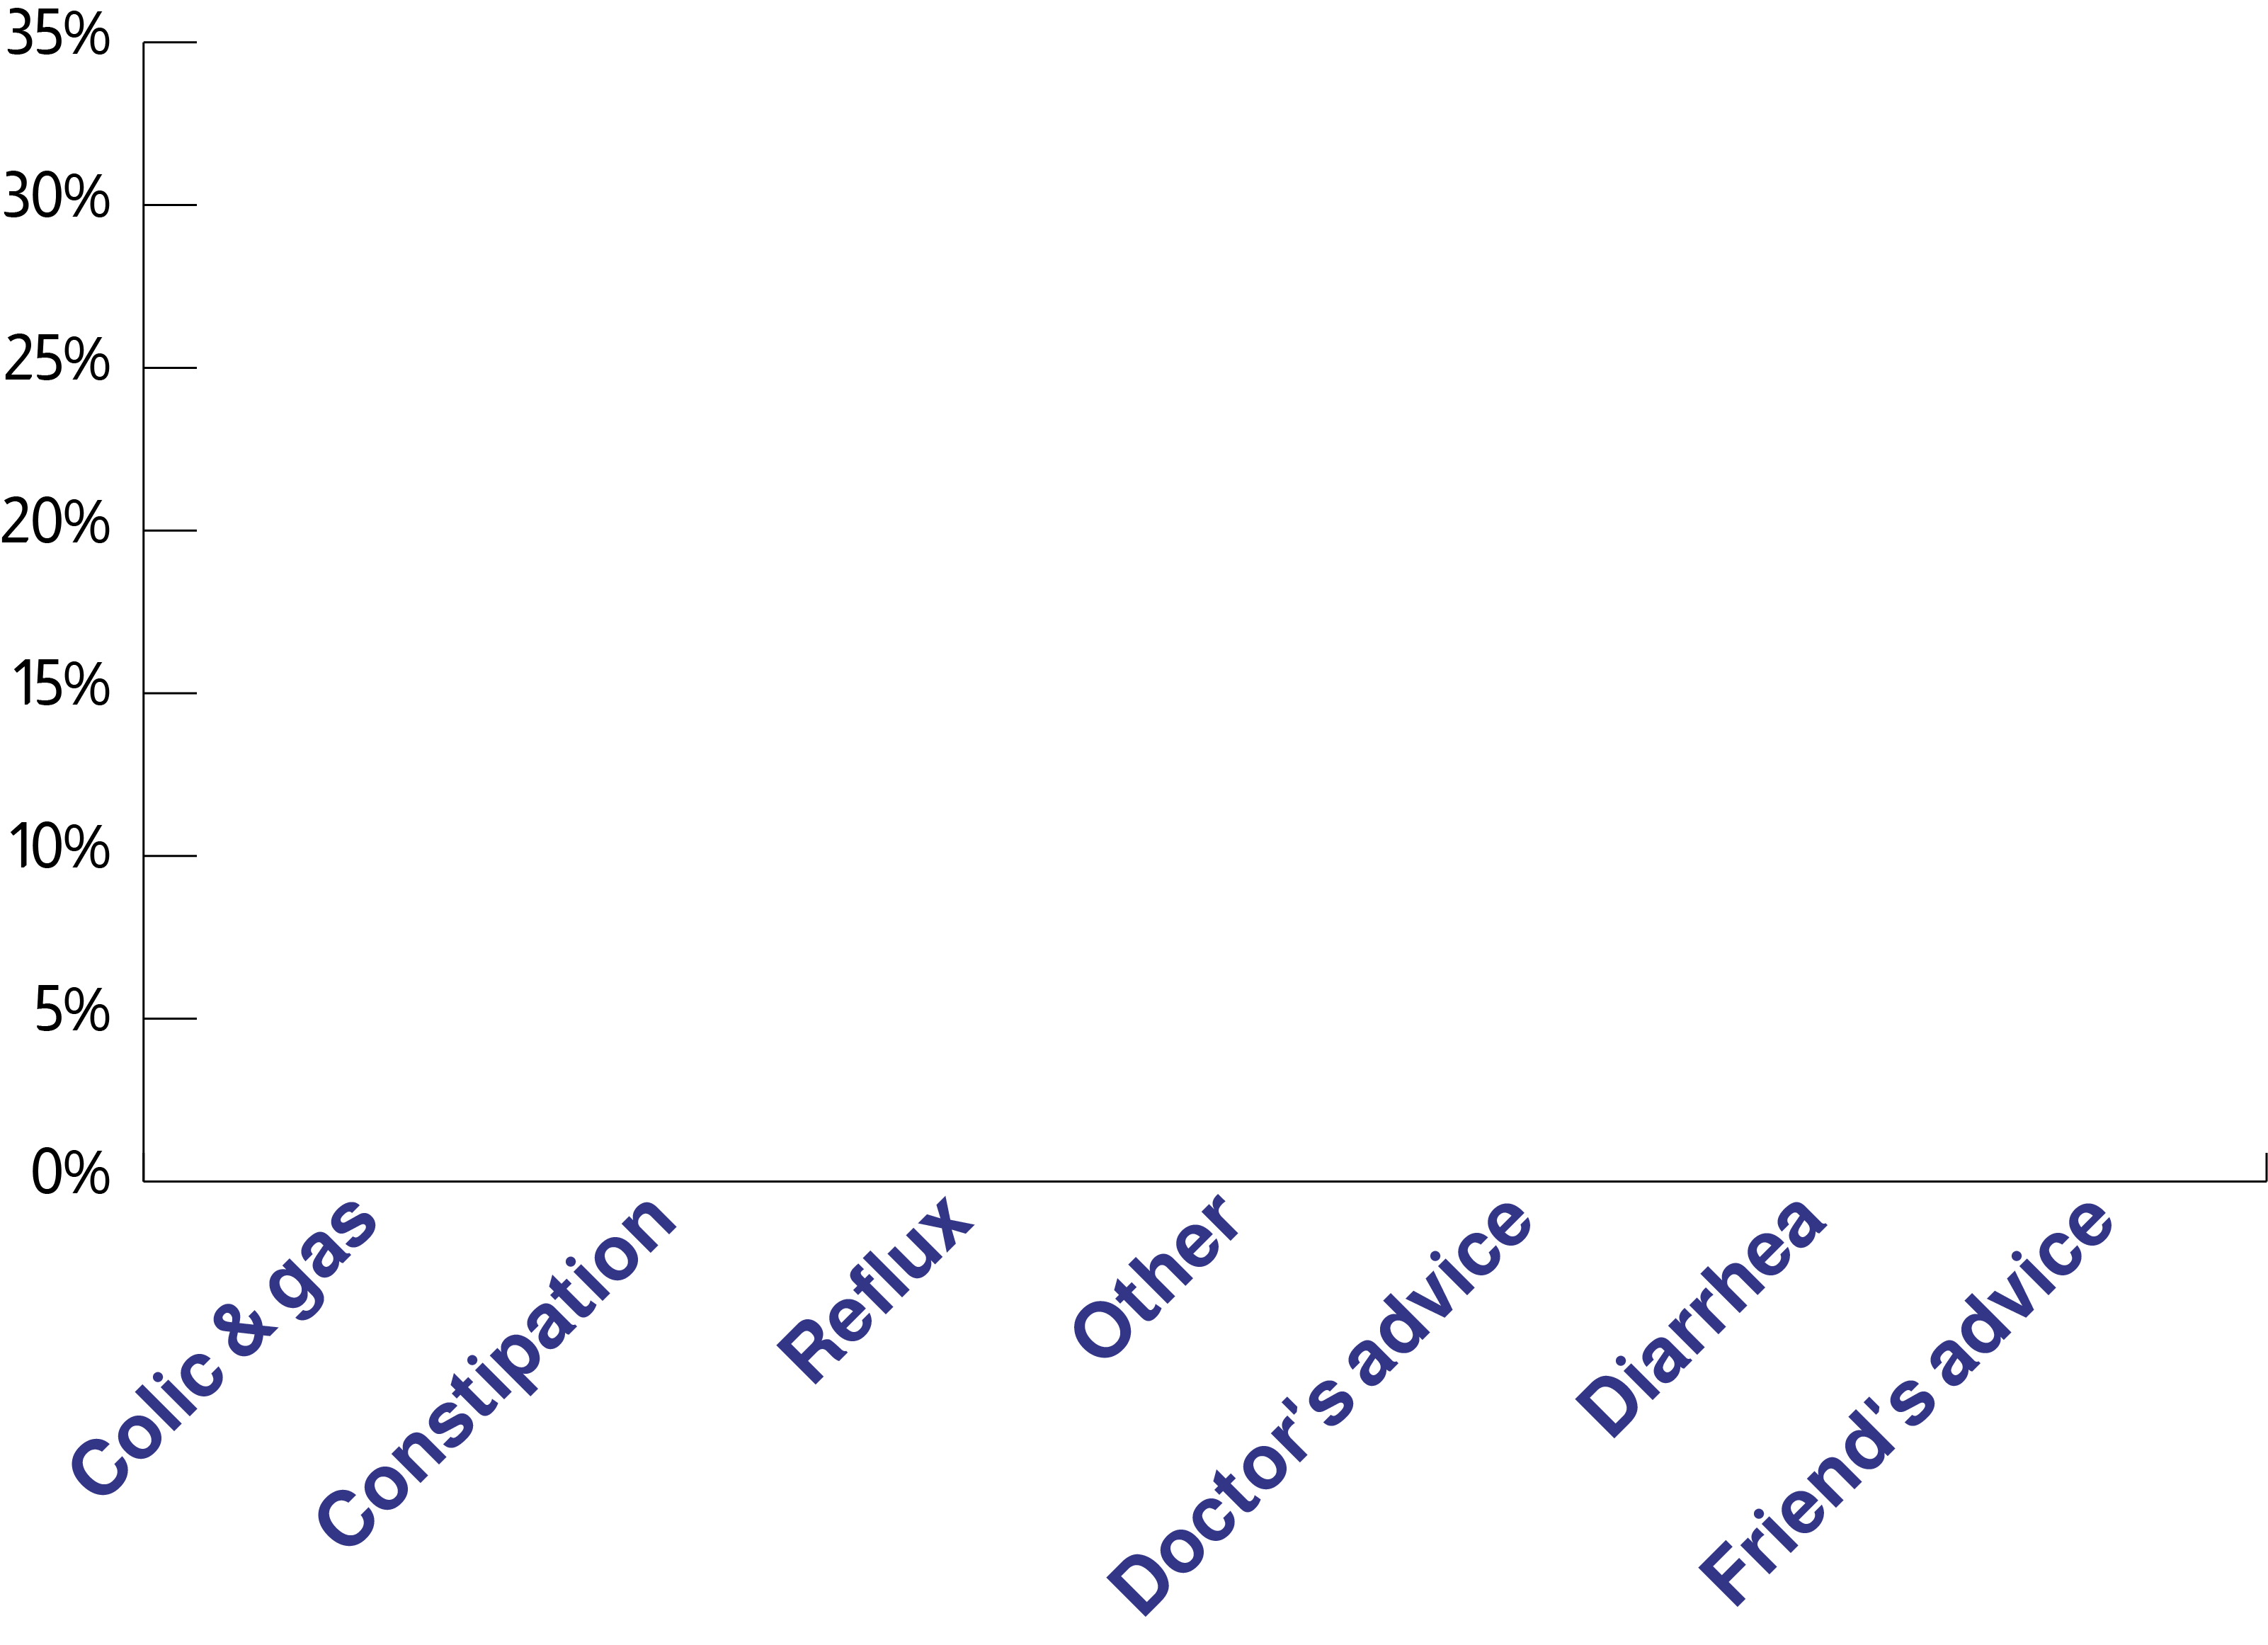 35%
30%
25%
20%
15%
10%
5%
0%
Colic & gas
Constipation
Reflux
Other
Doctor's advice
Diarrhea
Friend's advice